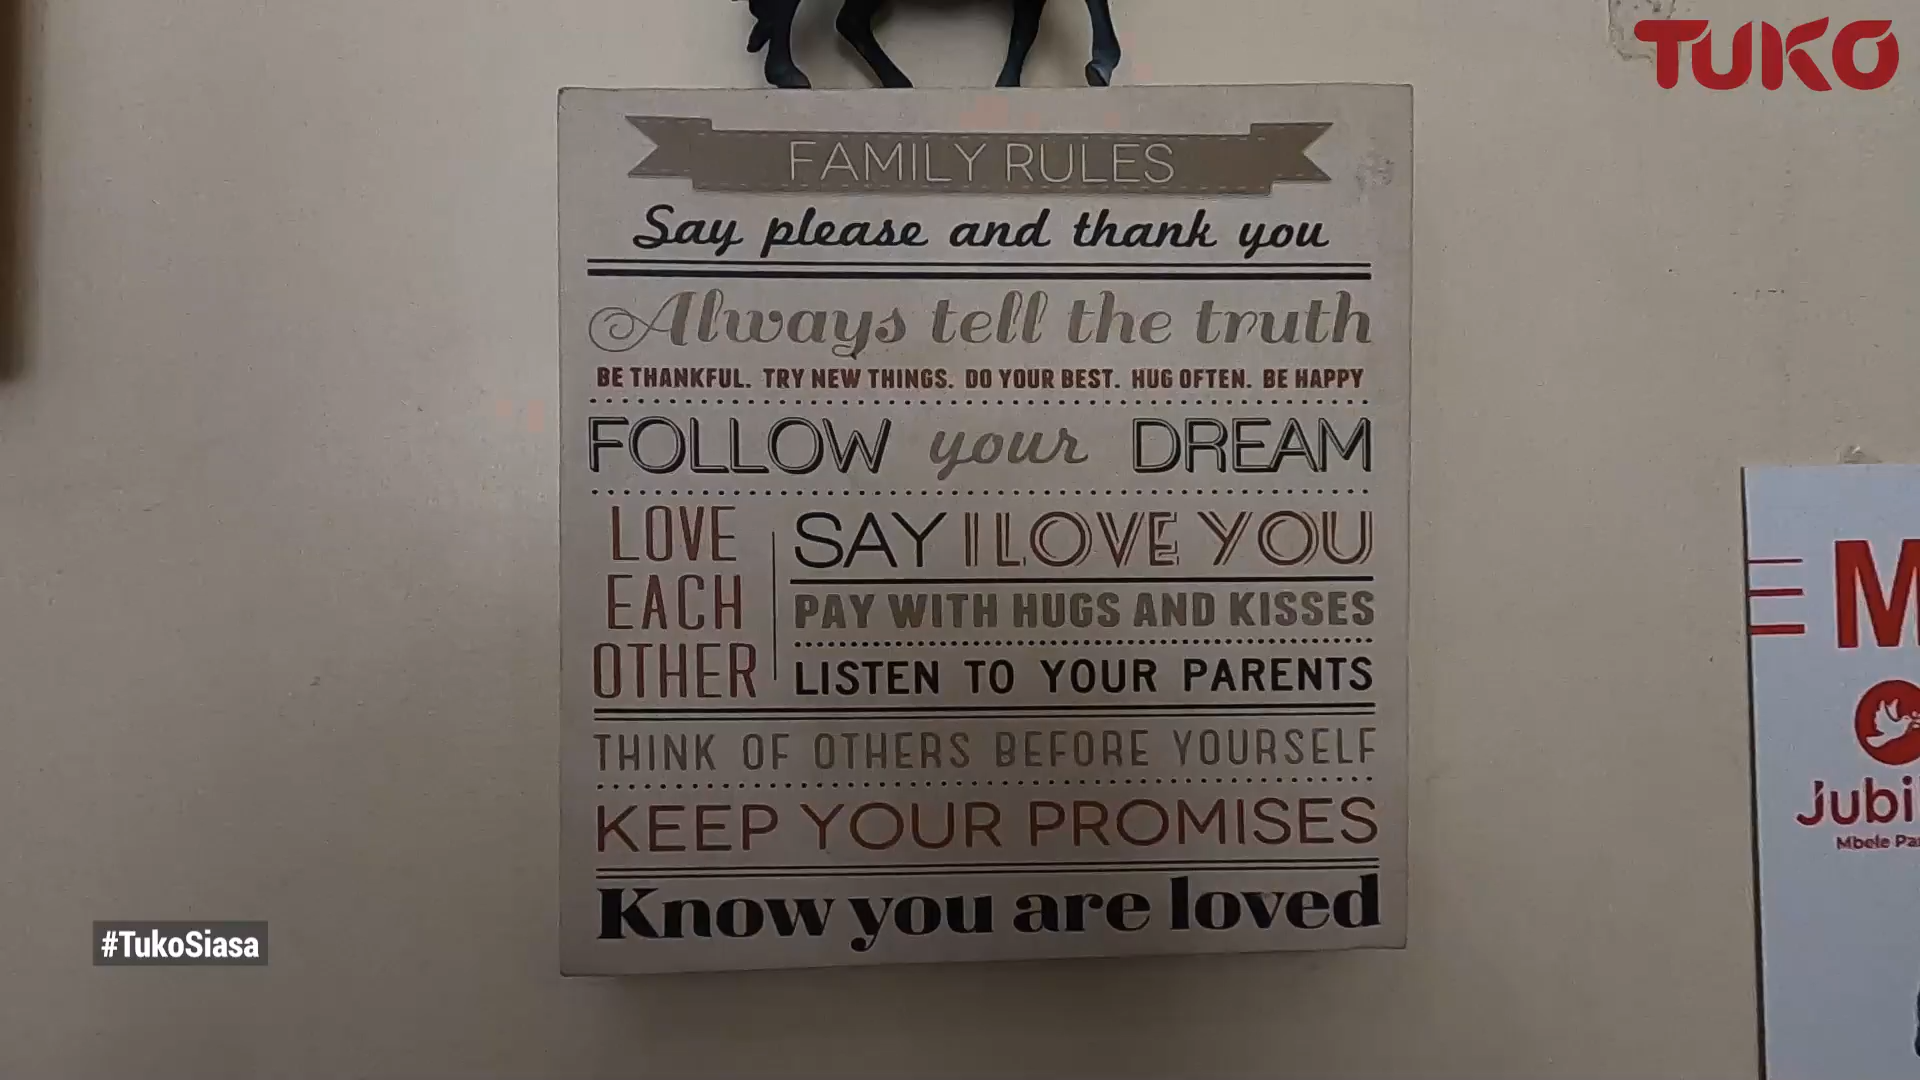 TUKO
FAMILY RULES
Say please and thank you
Always tell the truth
BE THANKFUL. TRY NEW THINGS. DO YOUR BEST. HUG OFTEN. BE HAPPY
FOLLOW your DREAM
LOVE
EACH
OTHER
SAY I LOVE YOU
PAY WITH HUGS AND KISSES
LISTEN TO YOUR PARENTS
THINK OF OTHERS BEFORE YOURSELF
KEEP YOUR PROMISES
Know you are loved
#TukoSiasa
M
Jubi
Mbele Pa